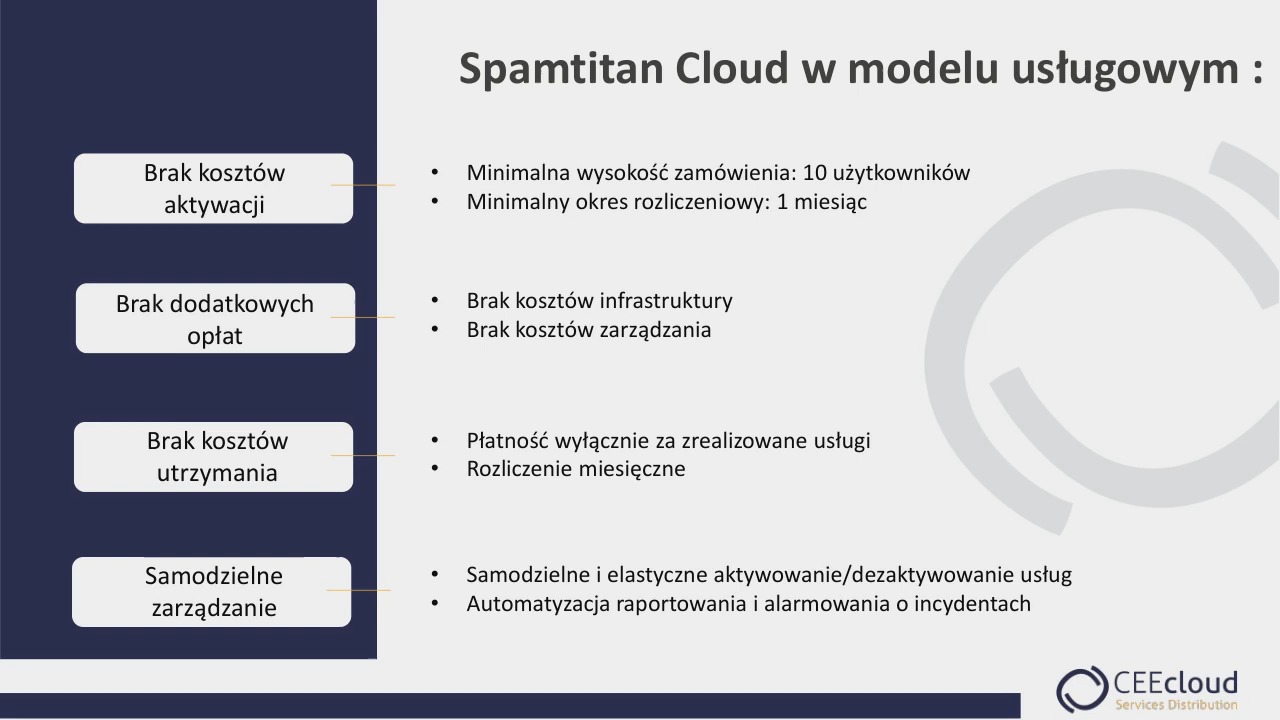 Spamtitan Cloud w modelu usługowym :
Brak kosztów
aktywacji
• Minimalna wysokość zamówienia: 10 użytkowników
• Minimalny okres rozliczeniowy: 1 miesiąc
Brak dodatkowych
opłat
• Brak kosztów infrastruktury
• Brak kosztów zarządzania
Brak kosztów
utrzymania
• Płatność wyłącznie za zrealizowane usługi
• Rozliczenie miesięczne
Samodzielne
zarządzanie
• Samodzielne i elastyczne aktywowanie/dezaktywowanie usług
• Automatyzacja raportowania i alarmowania o incydentach
CEEcloud
Services Distribution